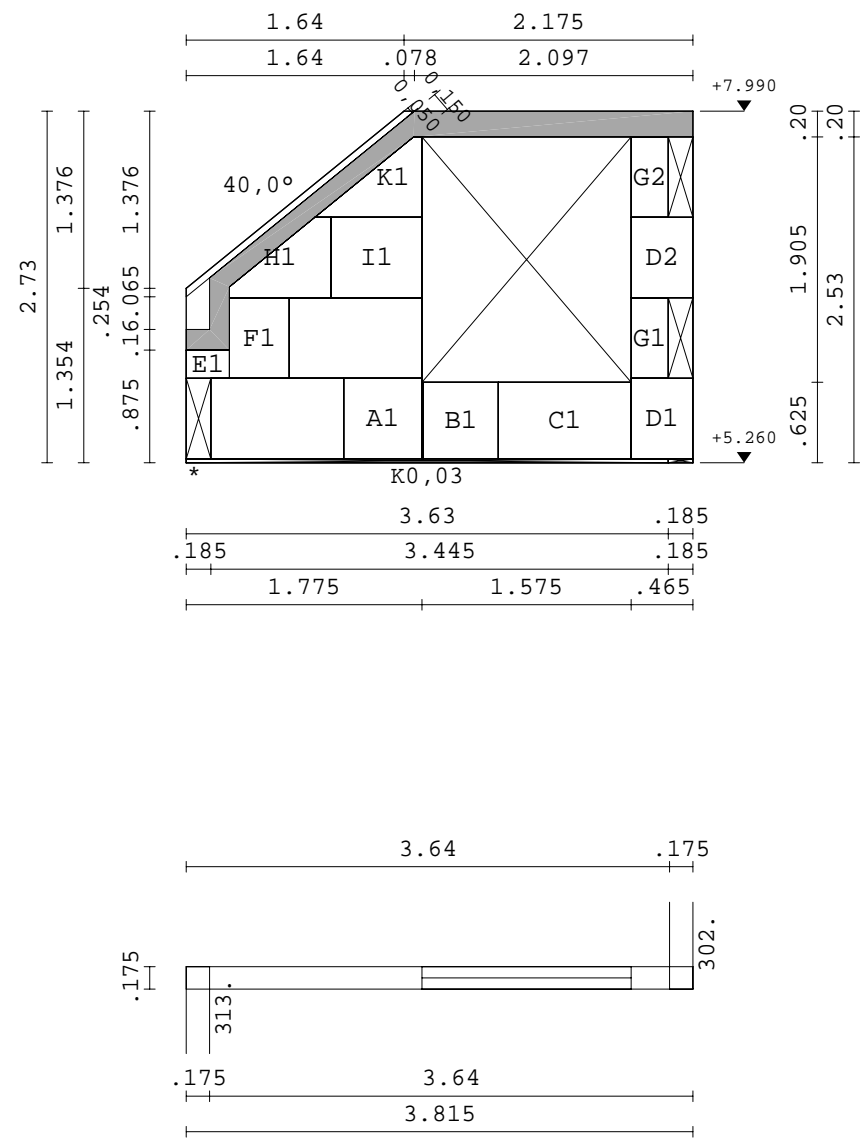 1.64 2.175
1.64 .078 2.097
0,150
0,050
+7.990
40,0°
.20 .20
1.376 1.376
K1 G2
H1 I1 D2
1.905
2.73 .254 .16 .065
2.53
F1 G1
E1
1.354 .875
A1 B1 C1 D1
.625
+5.260
* K0,03
3.63 .185
.185 3.445 .185
1.775 1.575 .465
3.64 .175
.175
302.
313.
.175 3.64
3.815